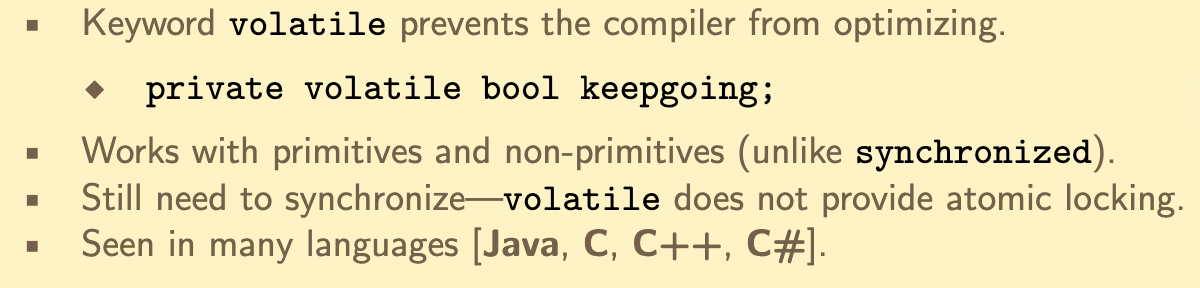 ▪ Keyword volatile prevents the compiler from optimizing.
◆ private volatile bool keepgoing;
▪ Works with primitives and non-primitives (unlike synchronized).
▪ Still need to synchronize—volatile does not provide atomic locking.
▪ Seen in many languages [Java, C, C++, C#].